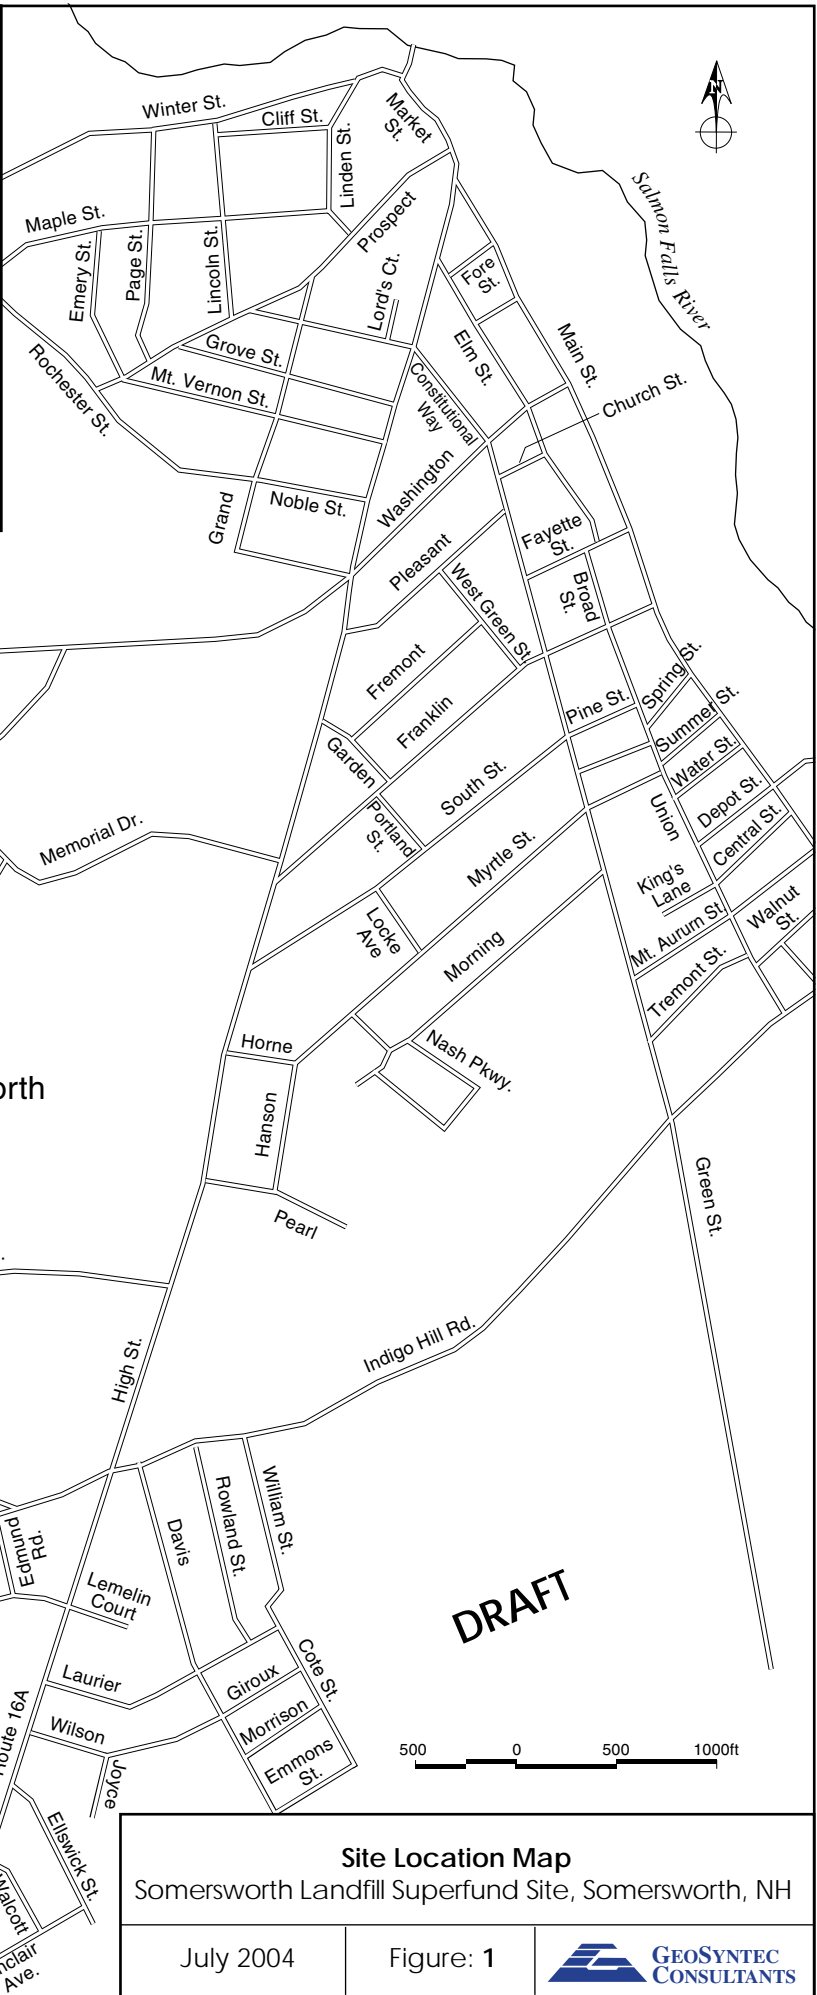 N
Winter St.
Cliff St.
Market
St.
Linden St.
Salmon Falls River
Maple St.
Prospect
Emery St.
Page St.
Lincoln St.
Lord's Ct.
Fore
St.
Rochester St.
Grove St.
Elm St.
Main St.
Mt. Vernon St.
Constitutional
Way
Church St.
Washington
Grand
Noble St.
Fayette
St.
Pleasant
West Green St
Broad
St.
Fremont
Franklin
Spring St.
Pine St.
Summer St.
Garden
Water St.
South St.
Portland
St.
Depot St.
Union
Memorial Dr.
Central St.
Myrtle St.
King's
Lane
Locke
Ave
Walnut
St.
Mt. Aururn St
Morning
Tremont St.
Horne
Nash Pkwy.
orth
Hanson
Green St.
Pearl
.
Indigo Hill Rd.
High St.
William St.
Rowland St.
Davis
Edmund
Rd.
Lemelin
Court
DRAFT
Cote St.
Laurier
Giroux
oute 16A
Morrison
Wilson
Emmons
St.
Joyce
500 0 500 1000ft
Ellswick St.
Walcott
nclair
Ave.
Site Location Map
Somersworth Landfill Superfund Site, Somersworth, NH
July 2004
Figure: 1
GEOSYNTEC
CONSULTANTS